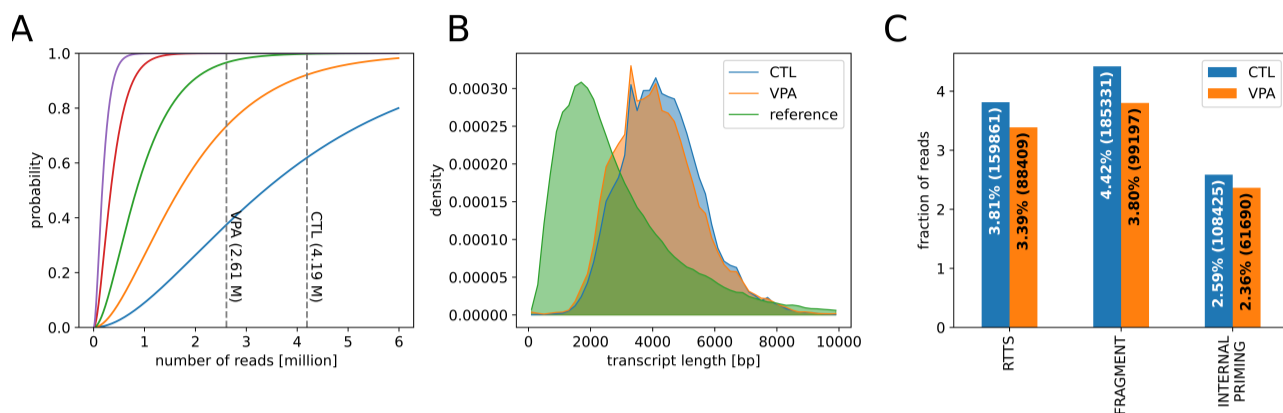 A
1.0
0.8
0.6
0.4
0.2
0.0
probability
0
1
2
3
4
5
6
number of reads [million]
VPA (2.61 M)
CTL (4.19 M)
B
CTL
VPA
reference
0.00030
0.00025
0.00020
0.00015
0.00010
0.00005
0.00000
density
0
2000
4000
6000
8000
10000
transcript length [bp]
C
CTL
VPA
4
3
2
1
0
fraction of reads
3.81% (159861)
3.39% (88409)
4.42% (185331)
3.80% (99197)
2.59% (108425)
2.36% (61690)
RTTS
FRAGMENT
INTERNAL
PRIMING